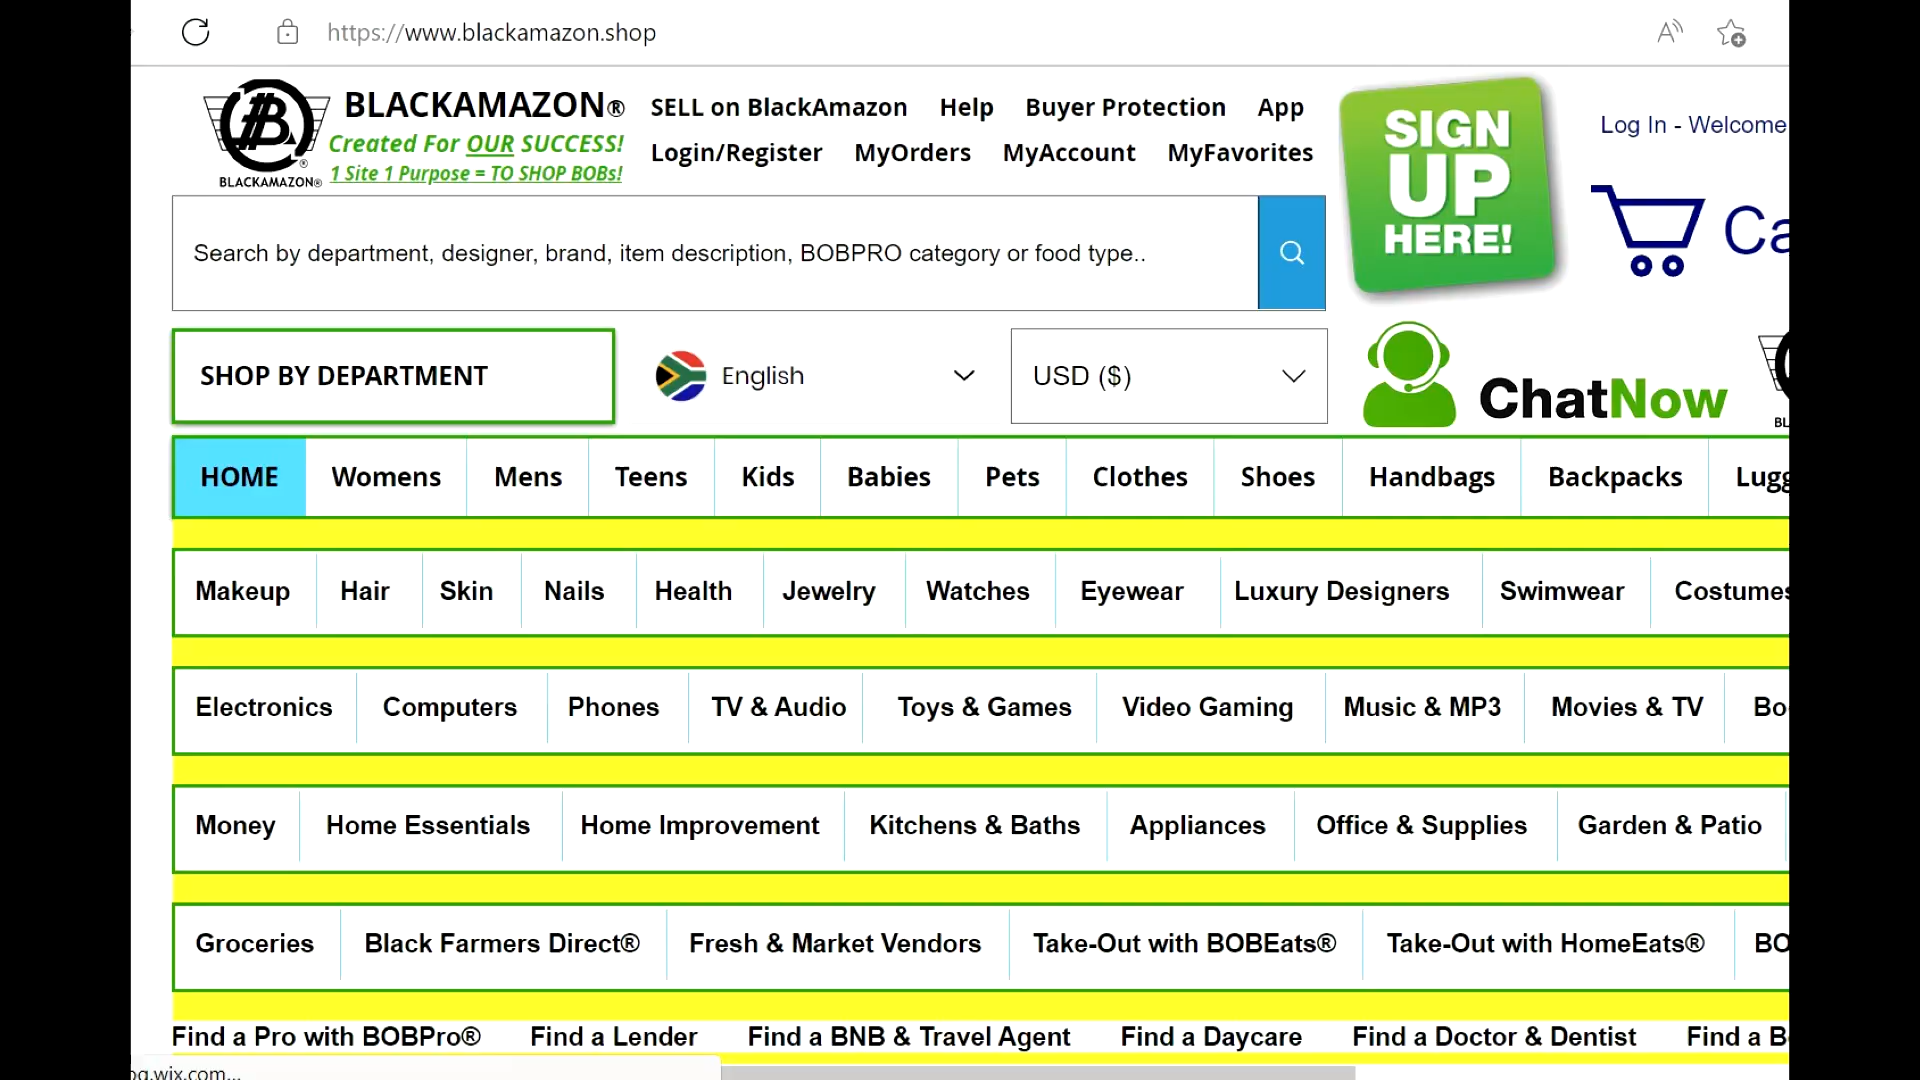 https://www.blackamazon.shop
BLACKAMAZON®
Created For OUR SUCCESS!
1 Site 1 Purpose = TO SHOP BOBs!
BLACKAMAZON®
SELL on BlackAmazon Help Buyer Protection App
Login/Register MyOrders MyAccount MyFavorites
SIGN
UP
HERE!
Log In - Welcome
Search by department, designer, brand, item description, BOBPRO category or food type..
SHOP BY DEPARTMENT
English
USD ($)
ChatNow
HOME Womens Mens Teens Kids Babies Pets Clothes Shoes Handbags Backpacks
Makeup Hair Skin Nails Health Jewelry Watches Eyewear Luxury Designers Swimwear Costumes
Electronics Computers Phones TV & Audio Toys & Games Video Gaming Music & MP3 Movies & TV
Money Home Essentials Home Improvement Kitchens & Baths Appliances Office & Supplies Garden & Patio
Groceries Black Farmers Direct® Fresh & Market Vendors Take-Out with BOBEats® Take-Out with HomeEats®
Find a Pro with BOBPro® Find a Lender Find a BNB & Travel Agent Find a Daycare Find a Doctor & Dentist Find a